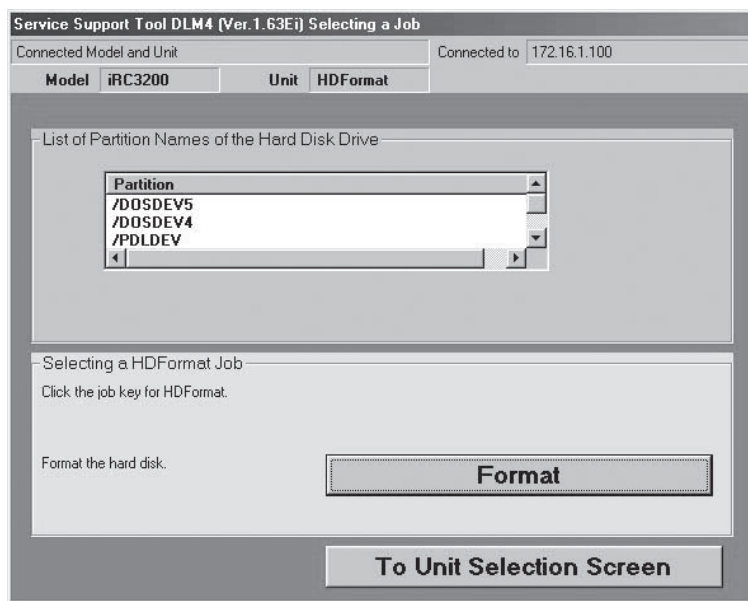 Service Support Tool DLM4 (Ver.1.63Ei) Selecting a Job
Connected Model and Unit Connected to 172.16.1.100
Model iRC3200 Unit HDFormat
List of Partition Names of the Hard Disk Drive
Partition
/DOSDEV5
/DOSDEV4
/PDLDEV
Selecting a HDFormat Job
Click the job key for HDFormat.
Format the hard disk. Format
To Unit Selection Screen